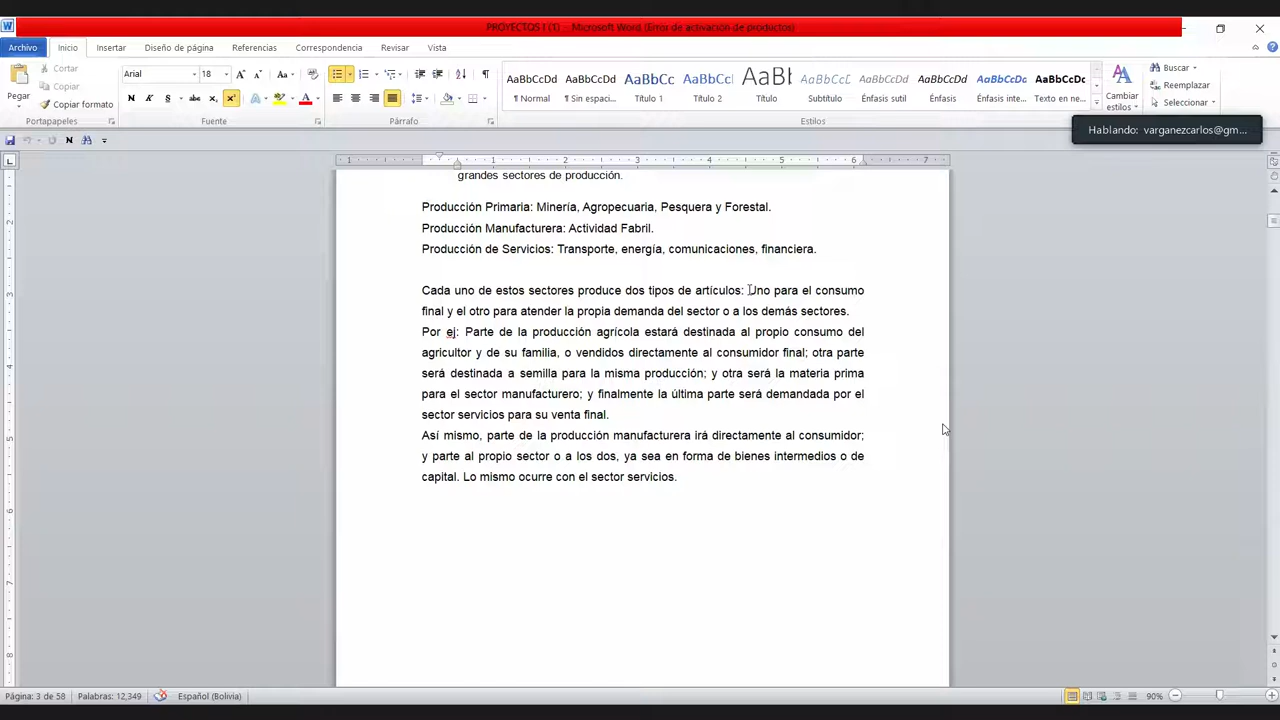 PROYECTOS I (1) - Microsoft Word (Error de activación de productos)
Archivo Inicio Insertar Diseño de página Referencias Correspondencia Revisar Vista
Pegar
Cortar
Copiar
Copiar formato
Portapapeles
Arial 18
Fuente
Párrafo
AaBbCcDd ¶ Normal
AaBbCcDd ¶ Sin espaci...
AaBbCc Título 1
AaBbCc Título 2
AaBb Título
AaBbCcDd Subtítulo
AaBbCcDd Énfasis sutil
AaBbCcDd Énfasis
AaBbCcDd Énfasis inte...
AaBbCcDc Texto en ne...
Estilos
Cambiar estilos
Buscar
Reemplazar
Seleccionar
Hablando: varganezcarlos@gm...
grandes sectores de producción.
Producción Primaria: Minería, Agropecuaria, Pesquera y Forestal.
Producción Manufacturera: Actividad Fabril.
Producción de Servicios: Transporte, energía, comunicaciones, financiera.
Cada uno de estos sectores produce dos tipos de artículos: Uno para el consumo
final y el otro para atender la propia demanda del sector o a los demás sectores.
Por ej: Parte de la producción agrícola estará destinada al propio consumo del
agricultor y de su familia, o vendidos directamente al consumidor final; otra parte
será destinada a semilla para la misma producción; y otra será la materia prima
para el sector manufacturero; y finalmente la última parte será demandada por el
sector servicios para su venta final.
Así mismo, parte de la producción manufacturera irá directamente al consumidor;
y parte al propio sector o a los dos, ya sea en forma de bienes intermedios o de
capital. Lo mismo ocurre con el sector servicios.
Página: 3 de 58 Palabras: 12,349 Español (Bolivia) 90%